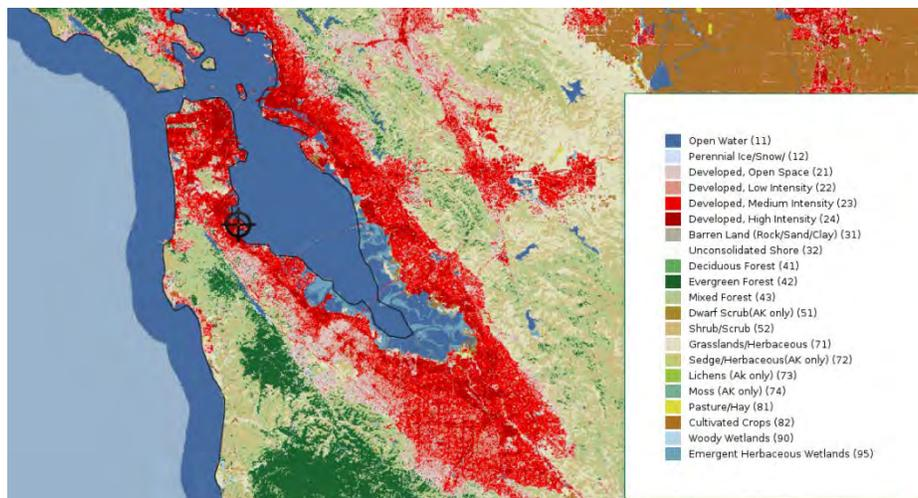 Open Water (11)
Perennial Ice/Snow/ (12)
Developed, Open Space (21)
Developed, Low Intensity (22)
Developed, Medium Intensity (23)
Developed, High Intensity (24)
Barren Land (Rock/Sand/Clay) (31)
Unconsolidated Shore (32)
Deciduous Forest (41)
Evergreen Forest (42)
Mixed Forest (43)
Dwarf Scrub(AK only) (51)
Shrub/Scrub (52)
Grasslands/Herbaceous (71)
Sedge/Herbaceous(AK only) (72)
Lichens (Ak only) (73)
Moss (AK only) (74)
Pasture/Hay (81)
Cultivated Crops (82)
Woody Wetlands (90)
Emergent Herbaceous Wetlands (95)